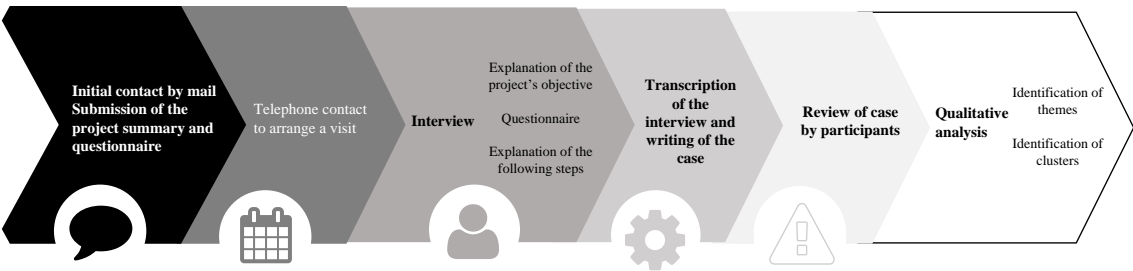 Initial contact by mail
Submission of the
project summary and
questionnaire
Telephone contact
to arrange a visit
Interview
Explanation of the
project’s objective
Questionnaire
Explanation of the
following steps
Transcription
of the
interview and
writing of the
case
Review of case
by participants
Qualitative
analysis
Identification of
themes
Identification of
clusters